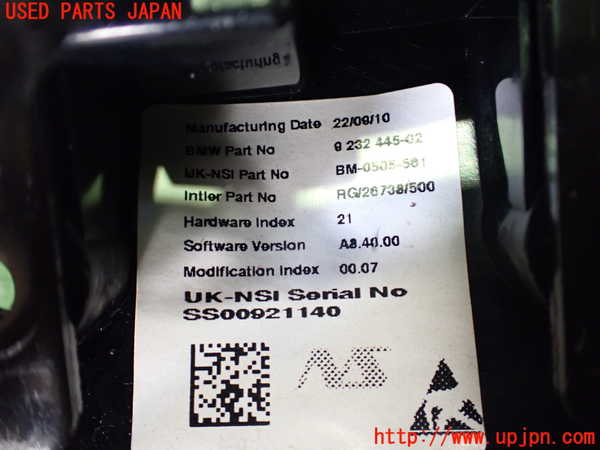 USED PARTS JAPAN
Manufacturing
Manufacturing Date 22/09/10
BMW Part No 9 232 445-02
UK-NSI Part No BM-0505-561
Intier Part No RG/26738/500
Hardware Index 21
Software Version A8.40.00
Modification Index 00.07
UK-NSI Serial No
SS00921140
NS
http://www.upjpn.com/